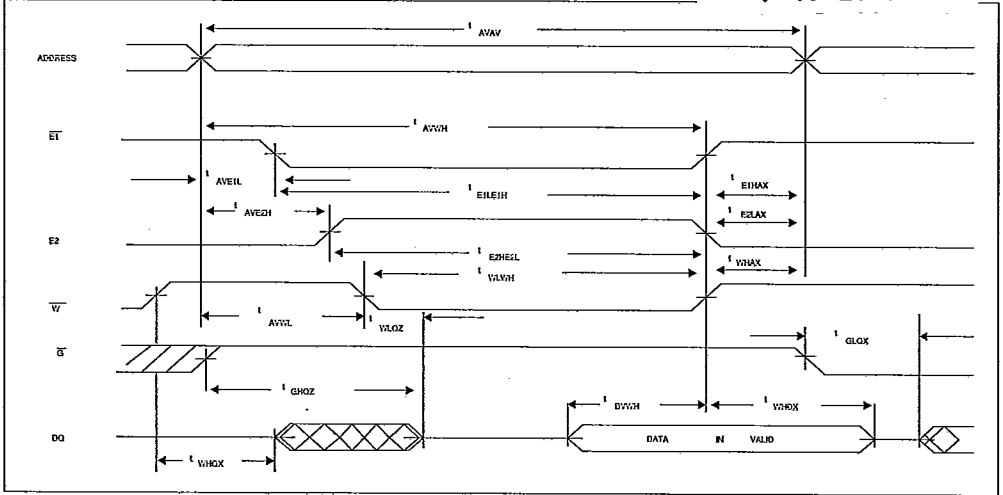 t AVAV
ADDRESS
t AVWH
E1
t AVE1L
t E1LE1H
t E1HAX
t AVE2H
t E2LAX
E2
t E2HE2L
t WLWH
t WHAX
W
t AVWL
t WLQZ
G
t GLQX
t GHQZ
t DVWH
t WHDX
DQ
DATA IN VALID
t WHQX